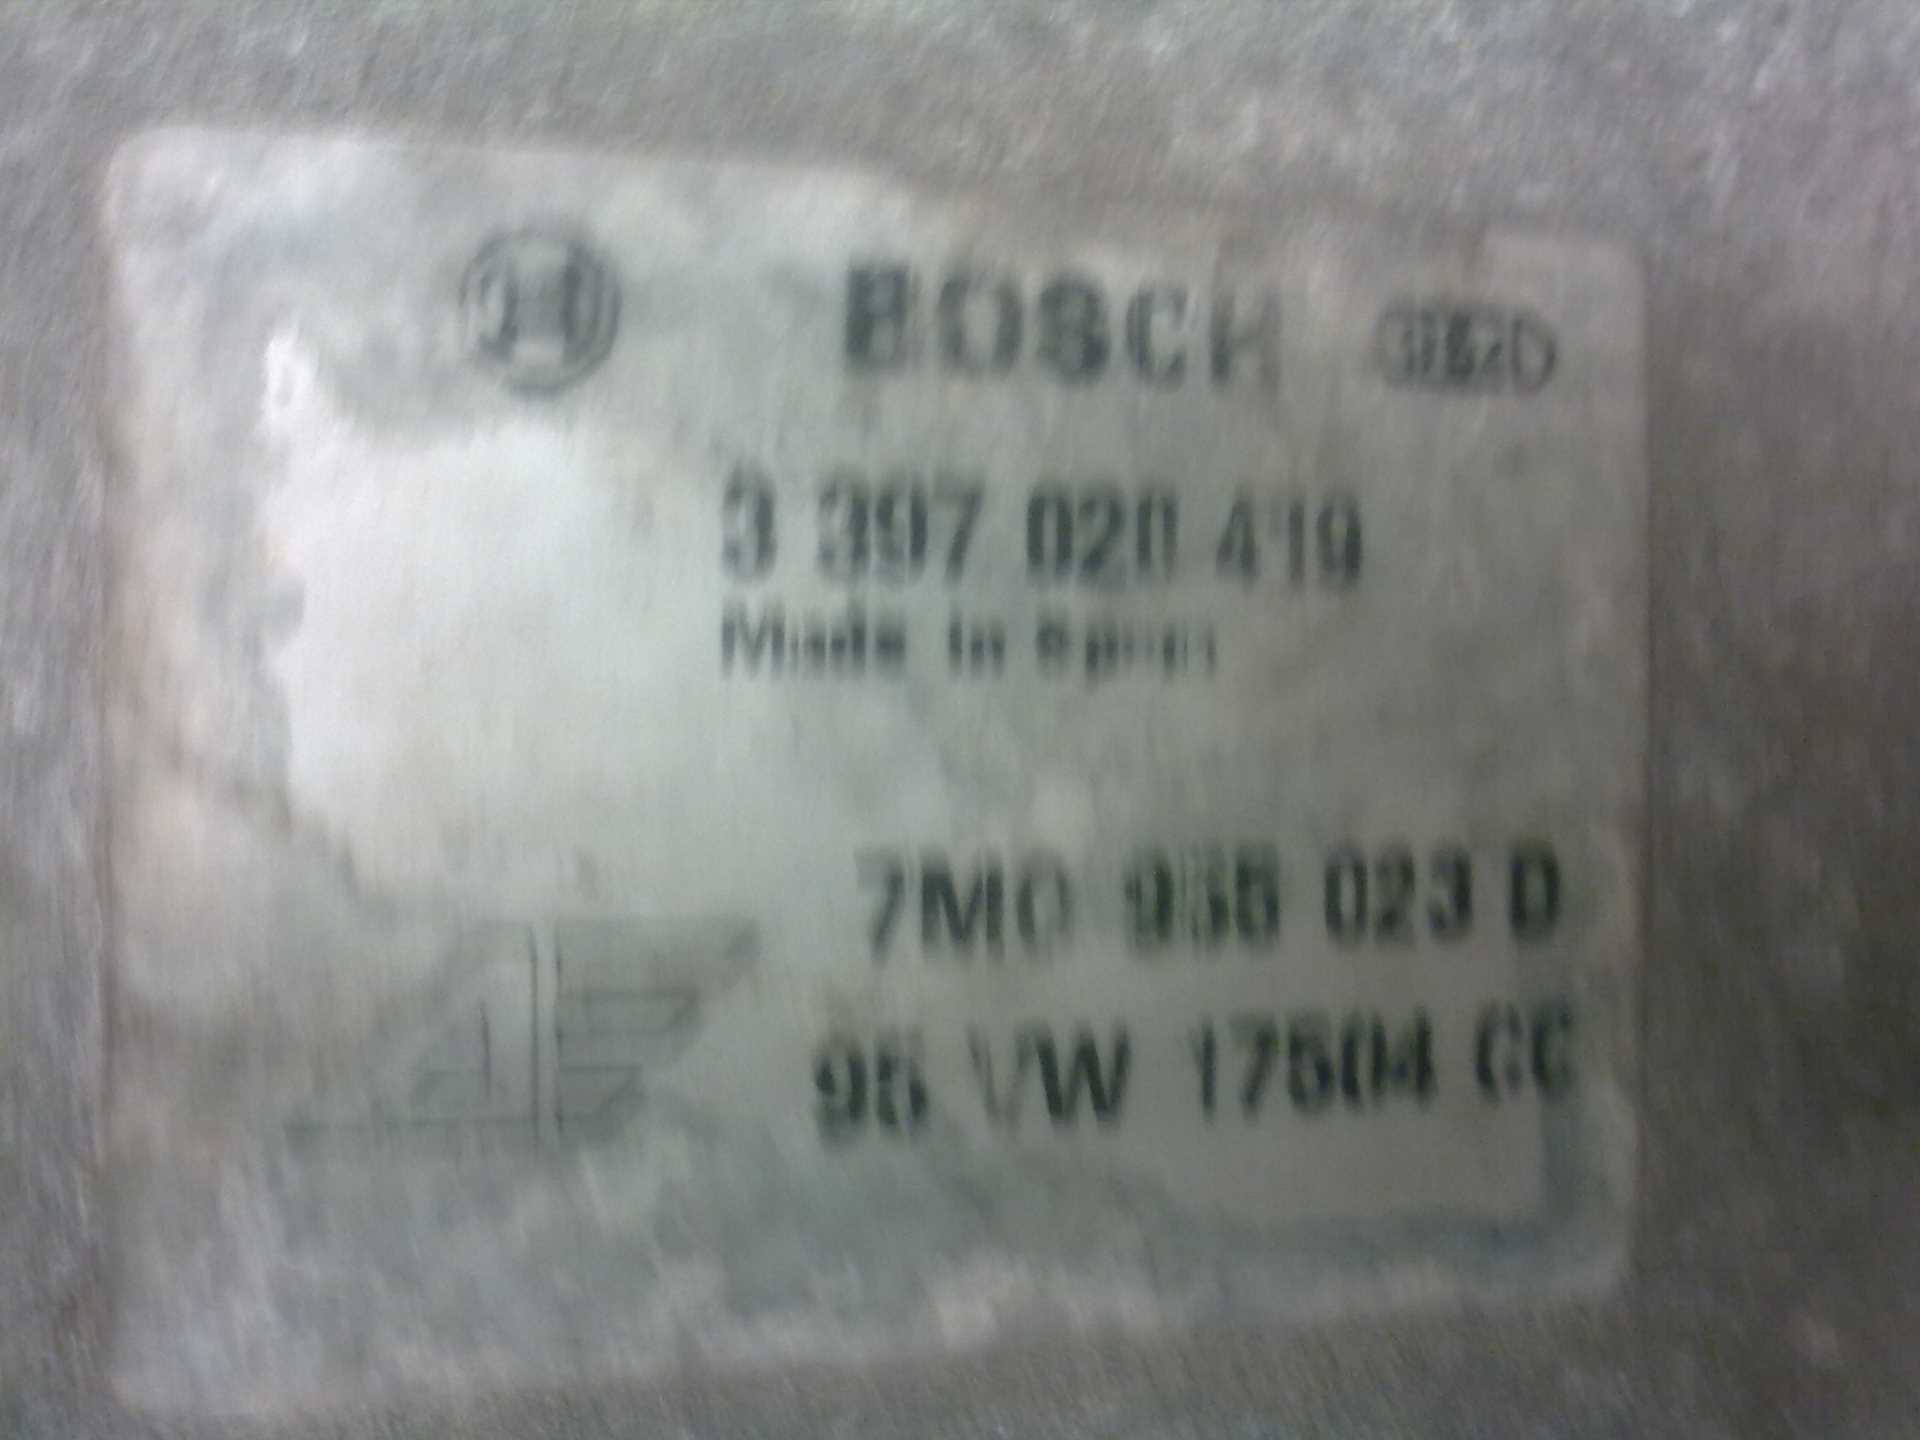 BOSCH
3 397 020 419
Made in Spain
7M0 955 023 D
95 VW 17504 CC